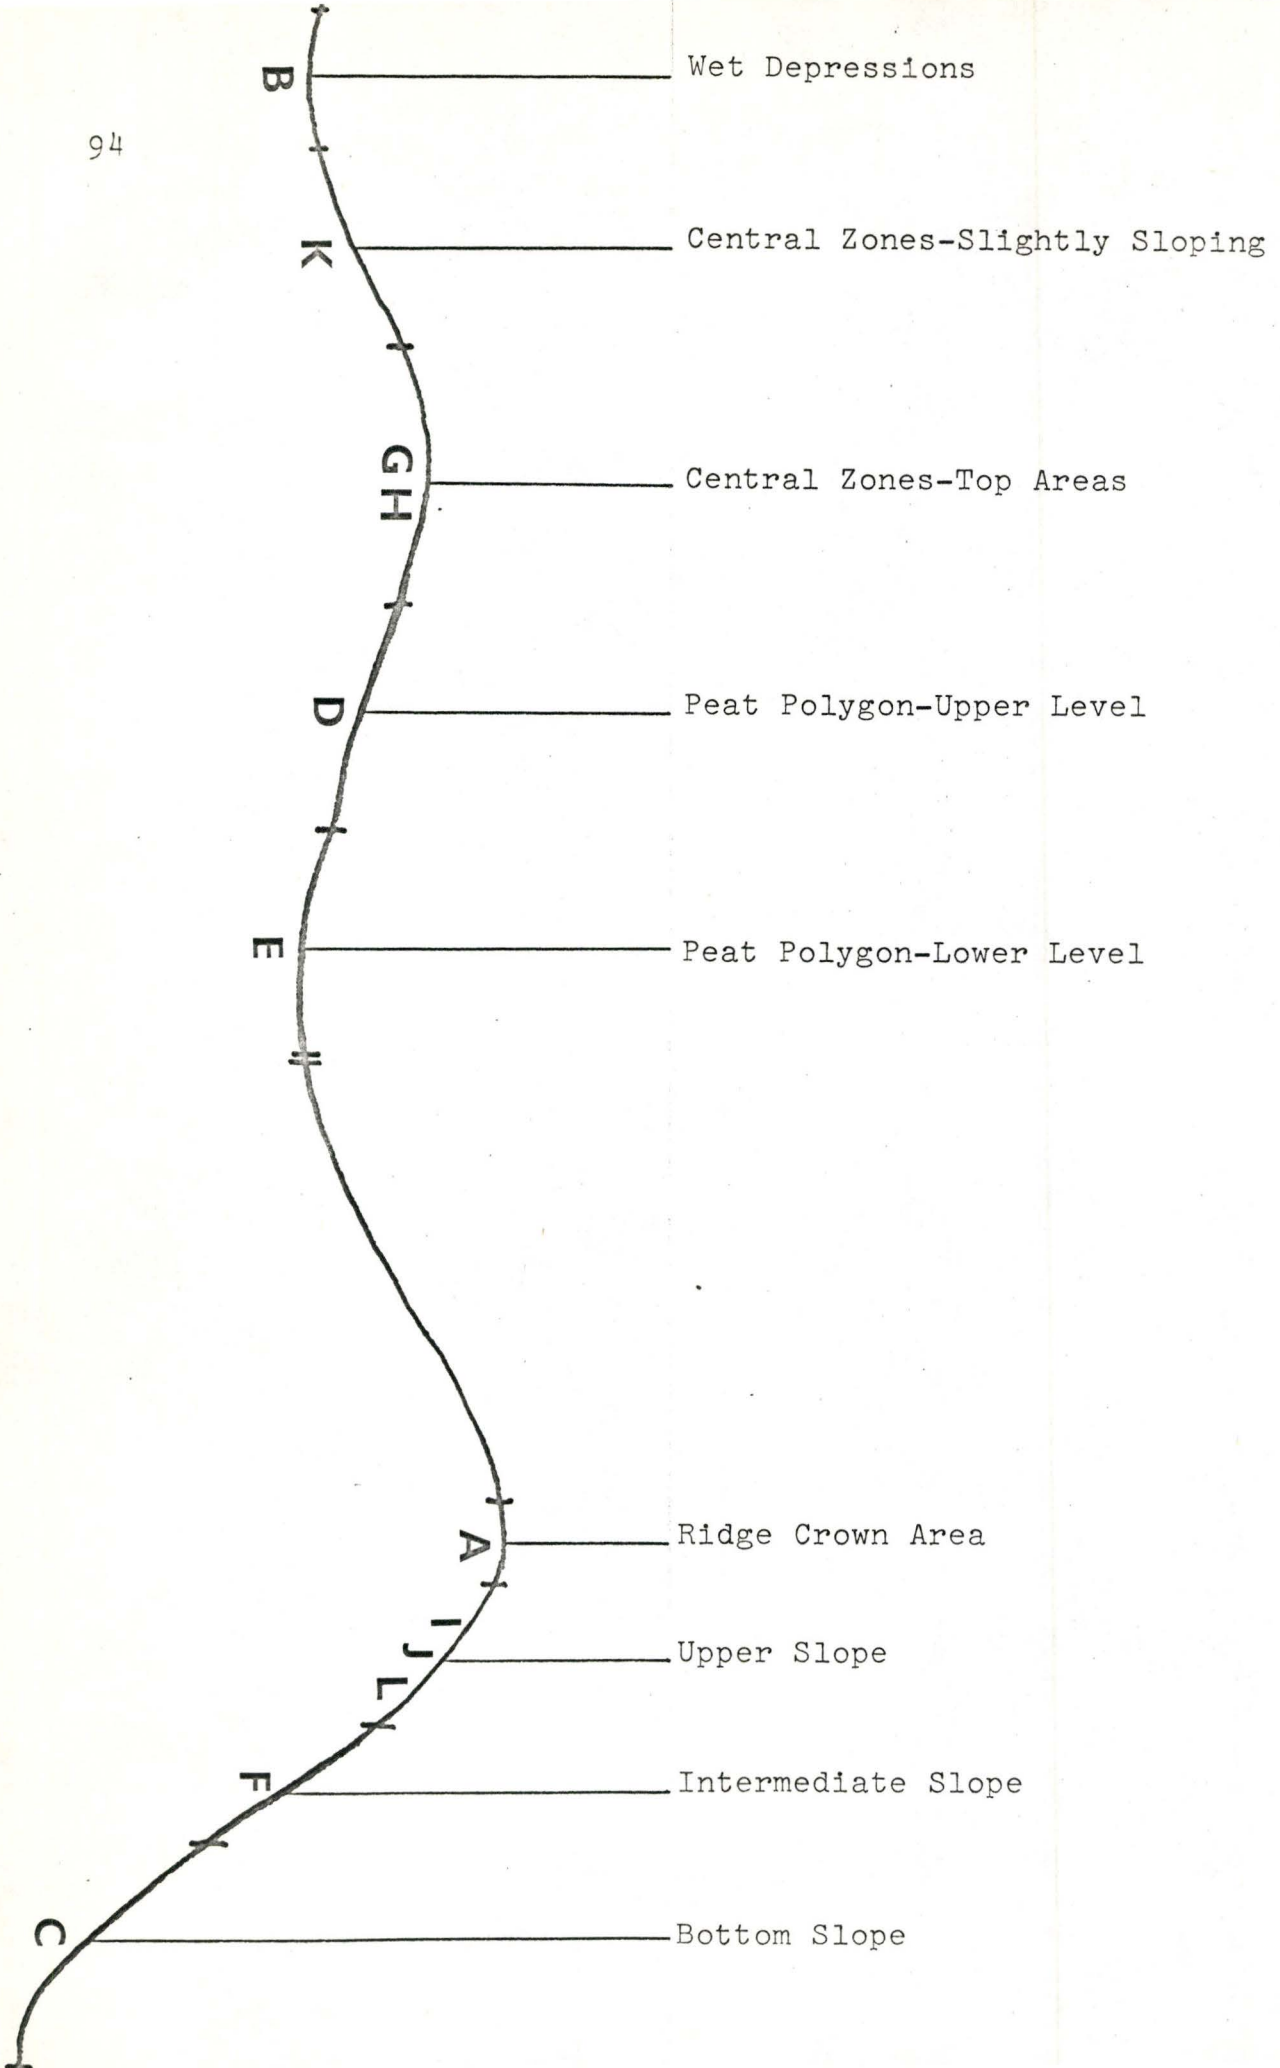 B
Wet Depressions
94
K
Central Zones-Slightly Sloping
G H
Central Zones-Top Areas
D
Peat Polygon-Upper Level
E
Peat Polygon-Lower Level
A
Ridge Crown Area
I J L
Upper Slope
F
Intermediate Slope
C
Bottom Slope